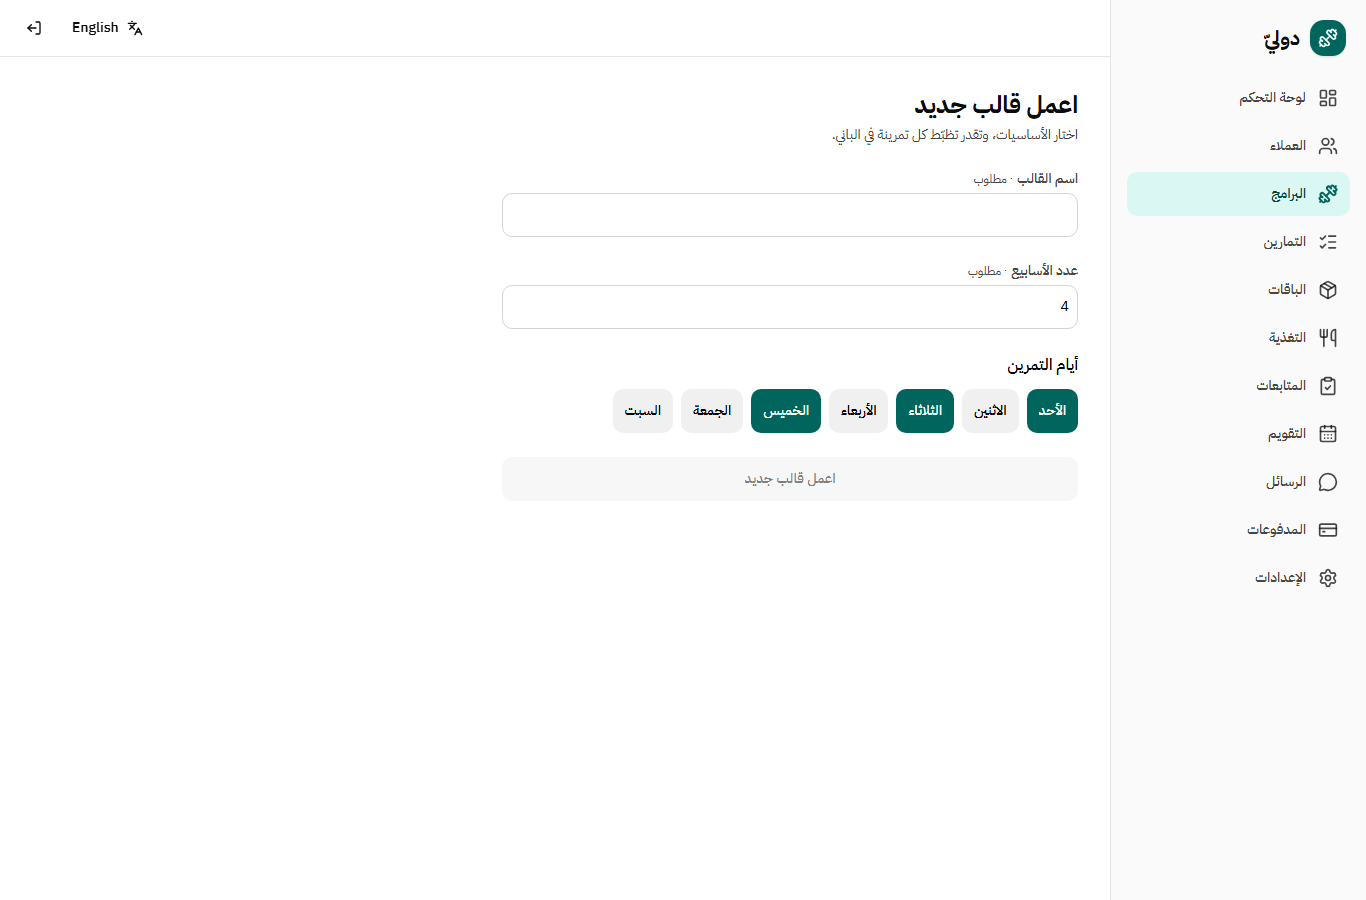 دوليّ
لوحة التحكم
العملاء
البرامج
التمارين
الباقات
التغذية
المتابعات
التقويم
الرسائل
المدفوعات
الإعدادات
English
اعمل قالب جديد
اختار الأساسيات، وتقدر تظبّط كل تمرينة في الباني.
اسم القالب · مطلوب
عدد الأسابيع · مطلوب
4
أيام التمرين
الأحد الاثنين الثلاثاء الأربعاء الخميس الجمعة السبت
اعمل قالب جديد